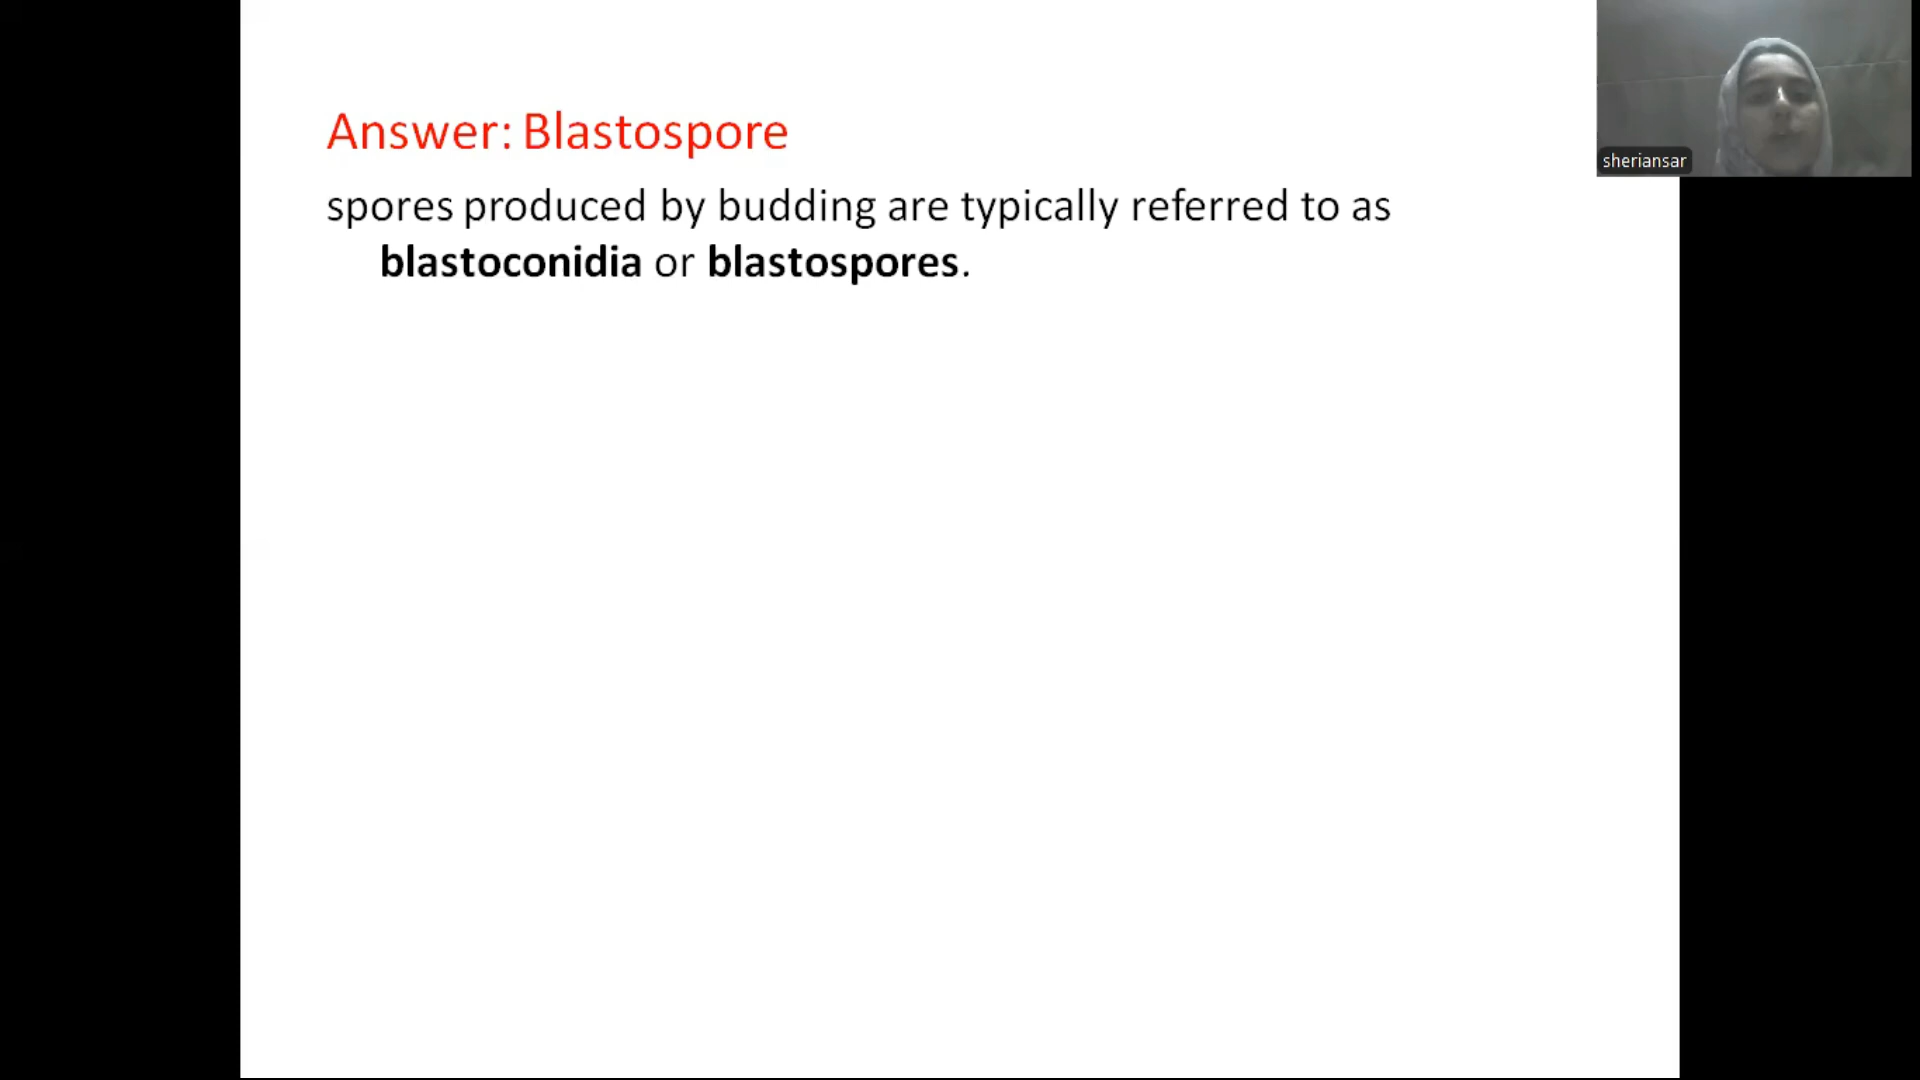 Answer: Blastospore
spores produced by budding are typically referred to as
blastoconidia or blastospores.
sheriansar